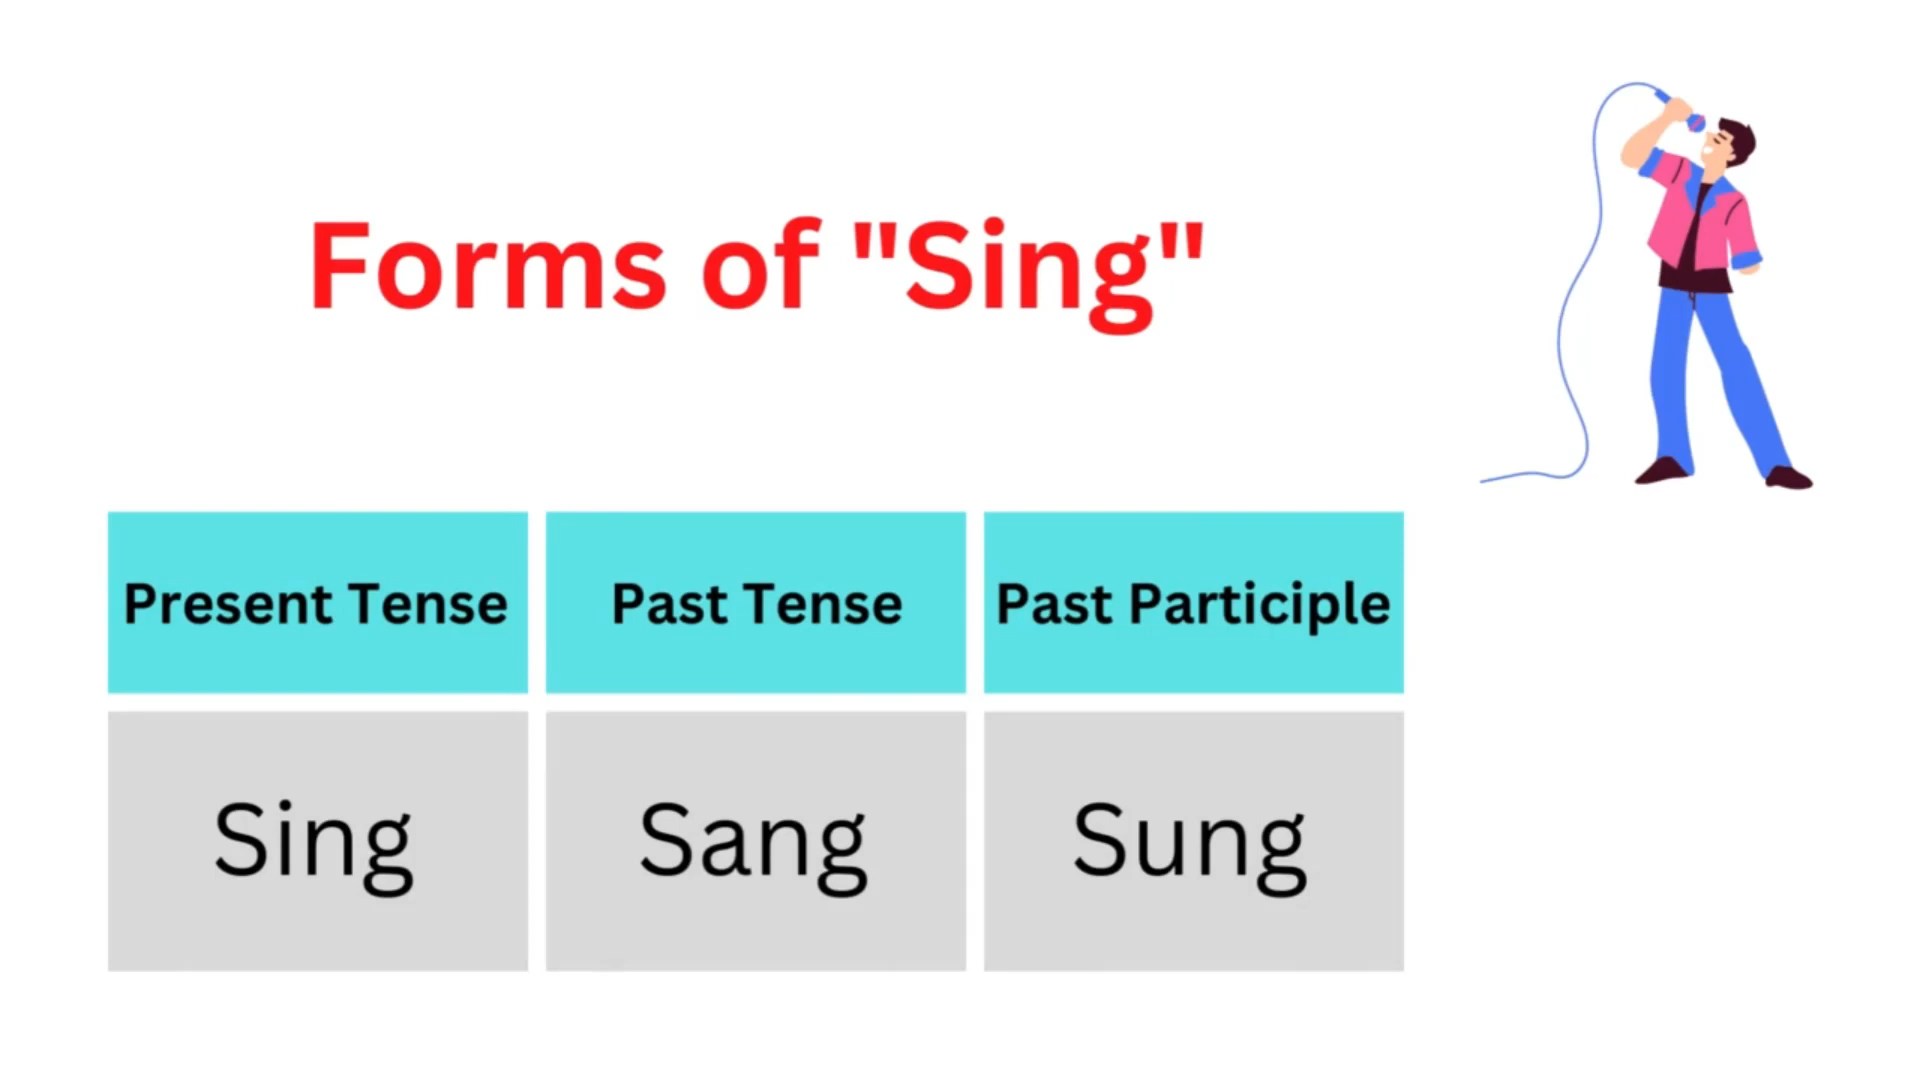 Forms of "Sing"
Present Tense Past Tense Past Participle
Sing Sang Sung